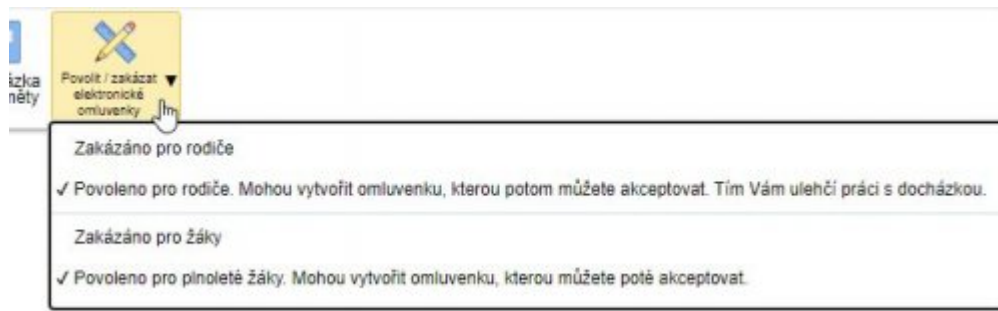 ázka
měty
Povolit / zakázat
elektronické
omluvenky
Zakázáno pro rodiče
✓ Povoleno pro rodiče. Mohou vytvořit omluvenku, kterou potom můžete akceptovat. Tím Vám ulehčí práci s docházkou.
Zakázáno pro žáky
✓ Povoleno pro plnoleté žáky. Mohou vytvořit omluvenku, kterou můžete poté akceptovat.